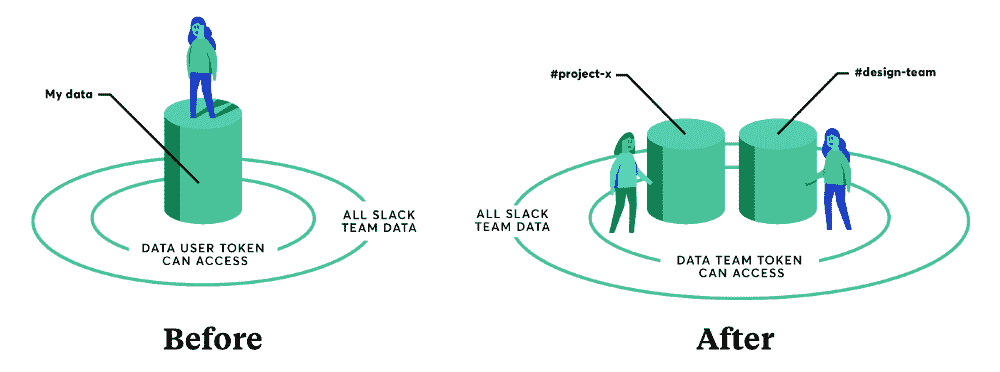 My data
ALL SLACK
TEAM DATA
DATA USER TOKEN
CAN ACCESS
Before
#project-x
#design-team
ALL SLACK
TEAM DATA
DATA TEAM TOKEN
CAN ACCESS
After